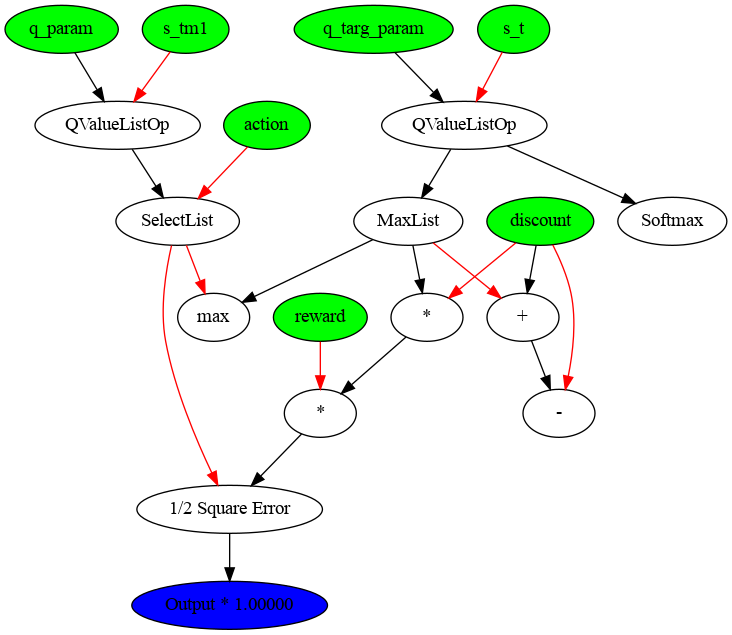 q_param
s_tm1
q_targ_param
s_t
QValueListOp
action
QValueListOp
SelectList
MaxList
discount
Softmax
max
reward
*
+
*
-
1/2 Square Error
Output * 1.00000